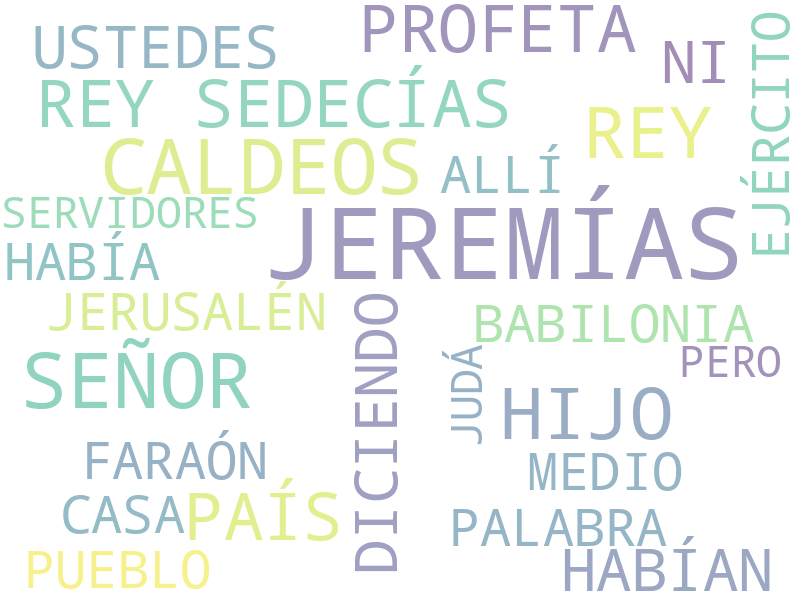 USTEDES
PROFETA
NI
EJÉRCITO
REY SEDECÍAS
REY
CALDEOS
ALLÍ
SERVIDORES
JEREMÍAS
HABÍA
JERUSALÉN
DICIENDO
BABILONIA
SEÑOR
JUDÁ
PERO
HIJO
FARAÓN
MEDIO
CASA
PAÍS
PALABRA
PUEBLO
HABÍAN